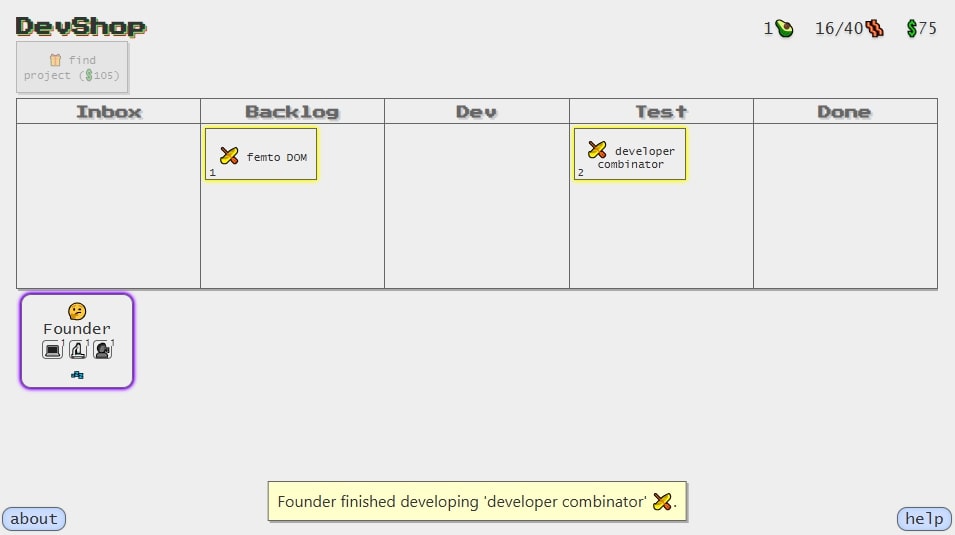 DevShop
1 16/40 $75
find
project ($105)
Inbox Backlog Dev Test Done
femto DOM
1
developer
combinator
2
Founder
1 1 1
Founder finished developing 'developer combinator' .
about
help